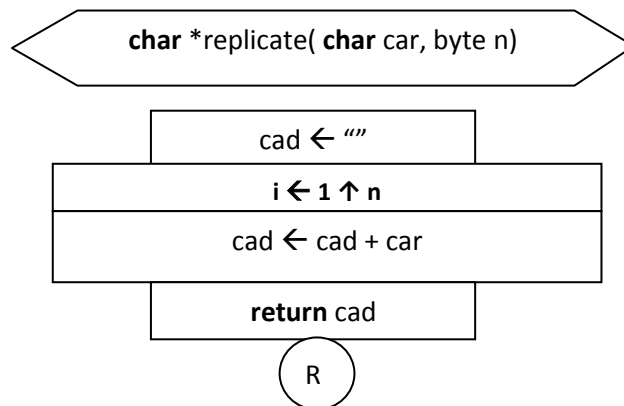 char *replicate( char car, byte n)
cad ← “”
i ← 1 ↑ n
cad ← cad + car
return cad
R